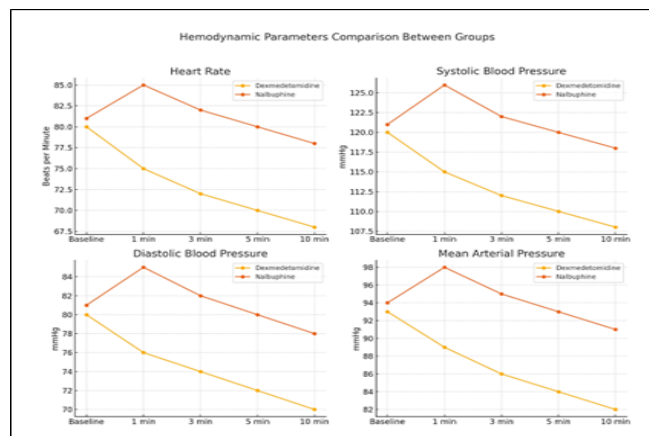 Hemodynamic Parameters Comparison Between Groups
Heart Rate
Beats per Minute
85.0
82.5
80.0
77.5
75.0
72.5
70.0
67.5
Baseline 1 min 3 min 5 min 10 min
Dexmedetomidine
Nalbuphine
Systolic Blood Pressure
mmHg
125.0
122.5
120.0
117.5
115.0
112.5
110.0
107.5
Baseline 1 min 3 min 5 min 10 min
Dexmedetomidine
Nalbuphine
Diastolic Blood Pressure
mmHg
84
82
80
78
76
74
72
70
Baseline 1 min 3 min 5 min 10 min
Dexmedetomidine
Nalbuphine
Mean Arterial Pressure
mmHg
98
96
94
92
90
88
86
84
82
Baseline 1 min 3 min 5 min 10 min
Dexmedetomidine
Nalbuphine